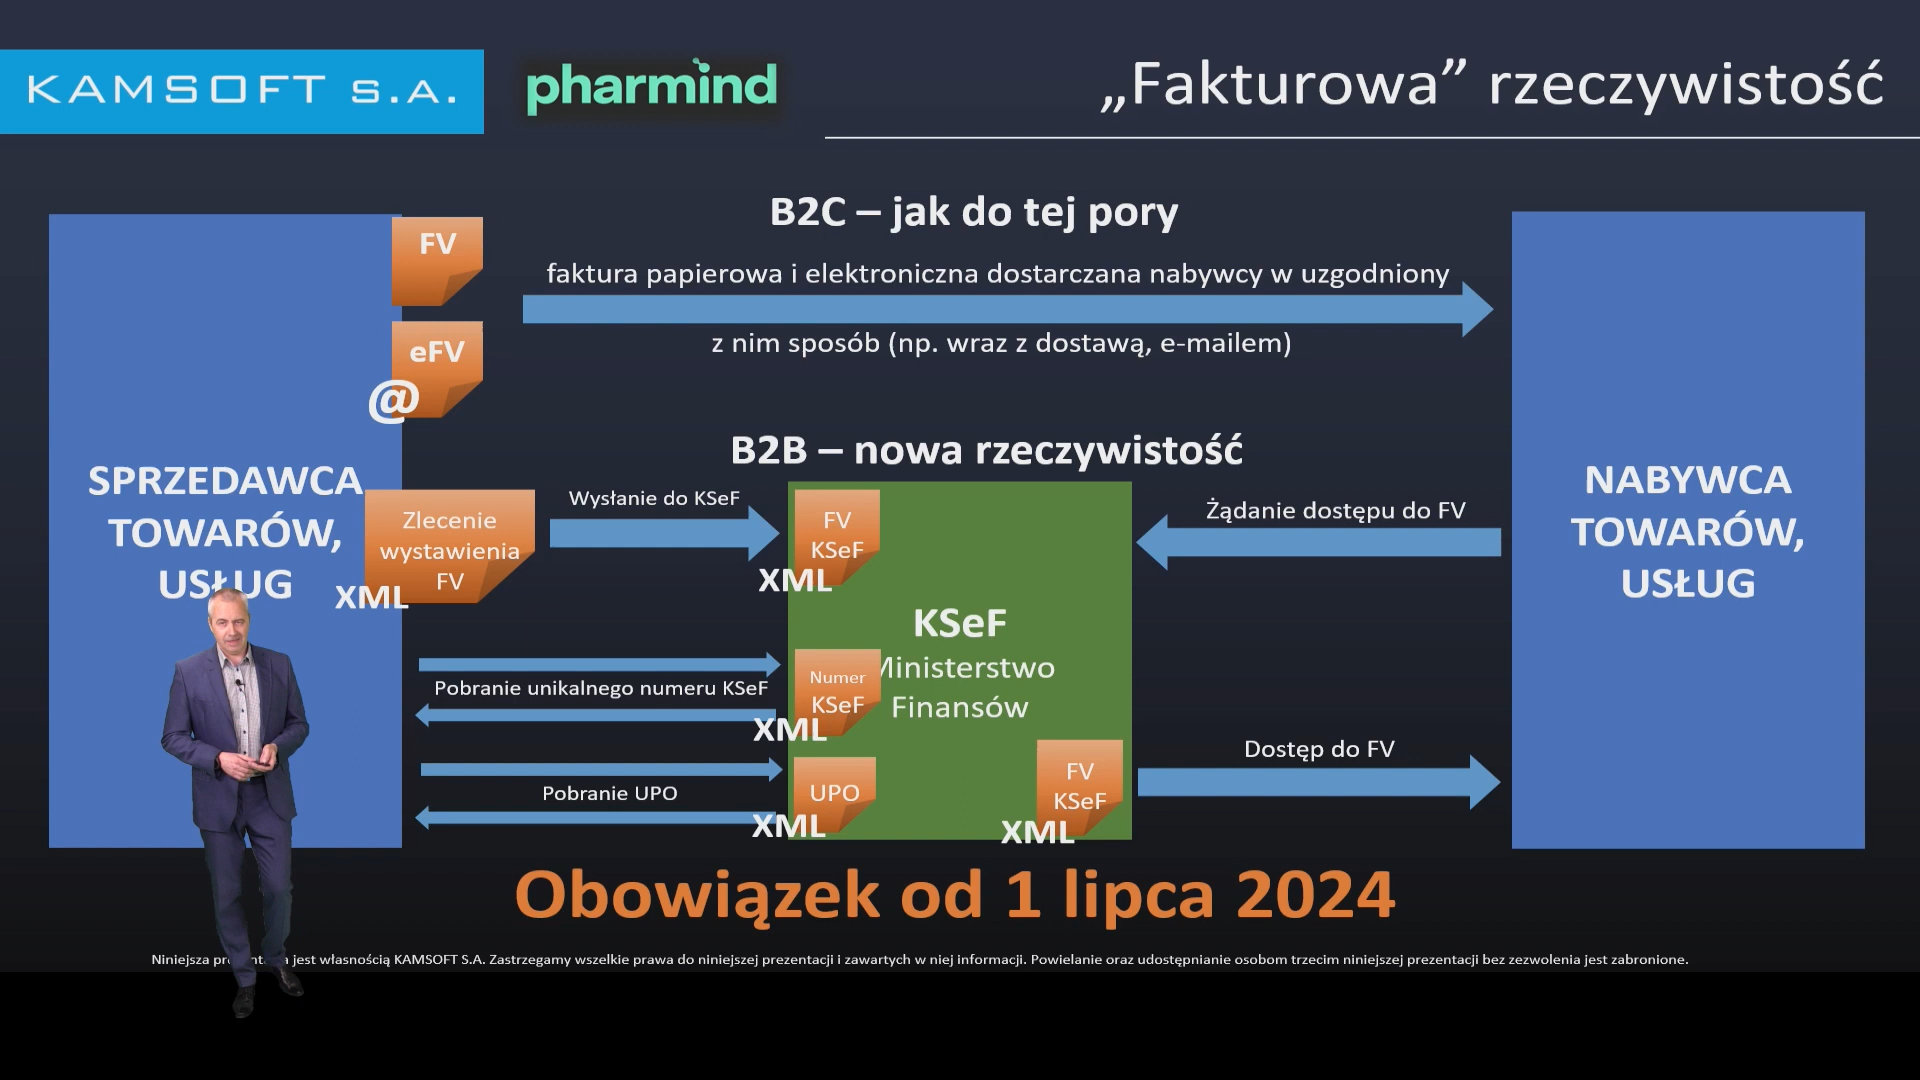 KAMSOFT S.A.
pharmind
„Fakturowa” rzeczywistość
B2C – jak do tej pory
FV
faktura papierowa i elektroniczna dostarczana nabywcy w uzgodniony
z nim sposób (np. wraz z dostawą, e-mailem)
eFV
@
B2B – nowa rzeczywistość
SPRZEDAWCA
TOWARÓW,
USŁUG
Zlecenie
wystawienia
FV
XML
Wysłanie do KSeF
FV
KSeF
XML
Żądanie dostępu do FV
NABYWCA
TOWARÓW,
USŁUG
KSeF
Ministerstwo
Finansów
Pobranie unikalnego numeru KSeF
Numer
KSeF
XML
Pobranie UPO
UPO
XML
FV
KSeF
XML
Dostęp do FV
Obowiązek od 1 lipca 2024
Niniejsza jest własnością KAMSOFT S.A. Zastrzegamy wszelkie prawa do niniejszej prezentacji i zawartych w niej informacji. Powielanie oraz udostępnianie osobom trzecim niniejszej prezentacji bez zezwolenia jest zabronione.